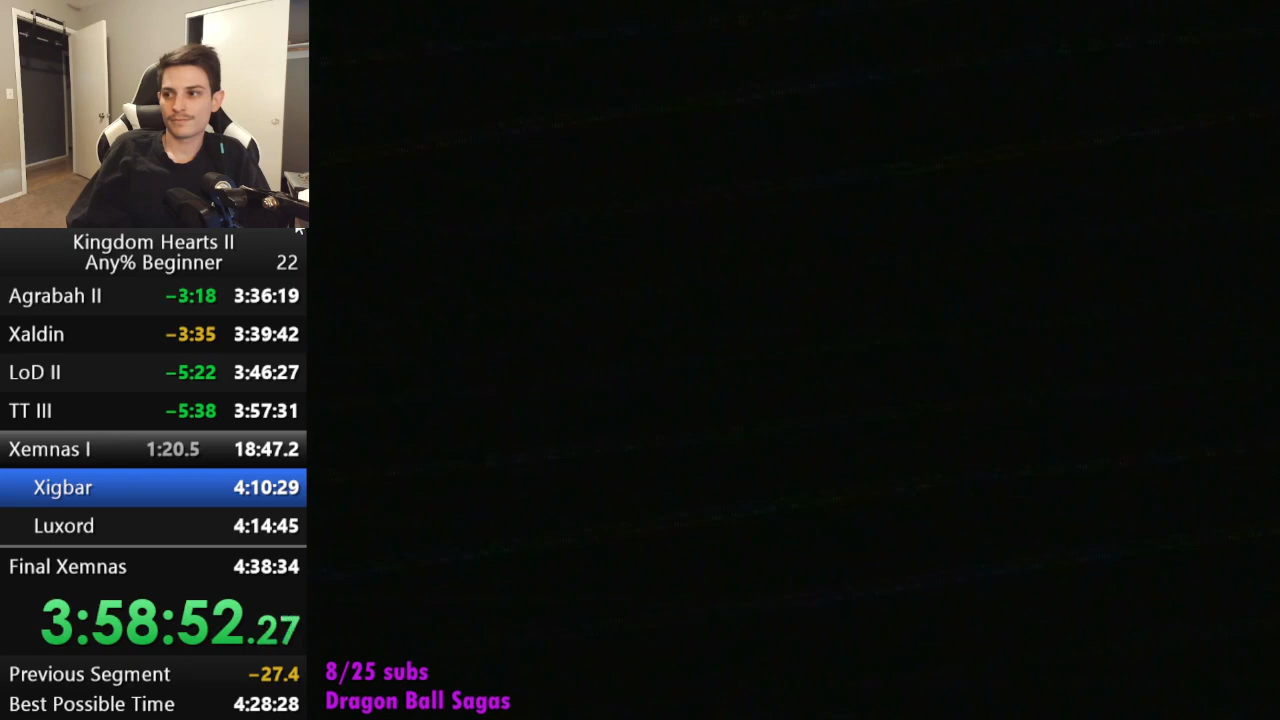 Kingdom Hearts II
Any% Beginner 22
Agrabah II -3:18 3:36:19
Xaldin -3:35 3:39:42
LoD II -5:22 3:46:27
TT III -5:38 3:57:31
Xemnas I 1:20.5 18:47.2
Xigbar 4:10:29
Luxord 4:14:45
Final Xemnas 4:38:34
3:58:52.27
Previous Segment -27.4
Best Possible Time 4:28:28
8/25 subs
Dragon Ball Sagas